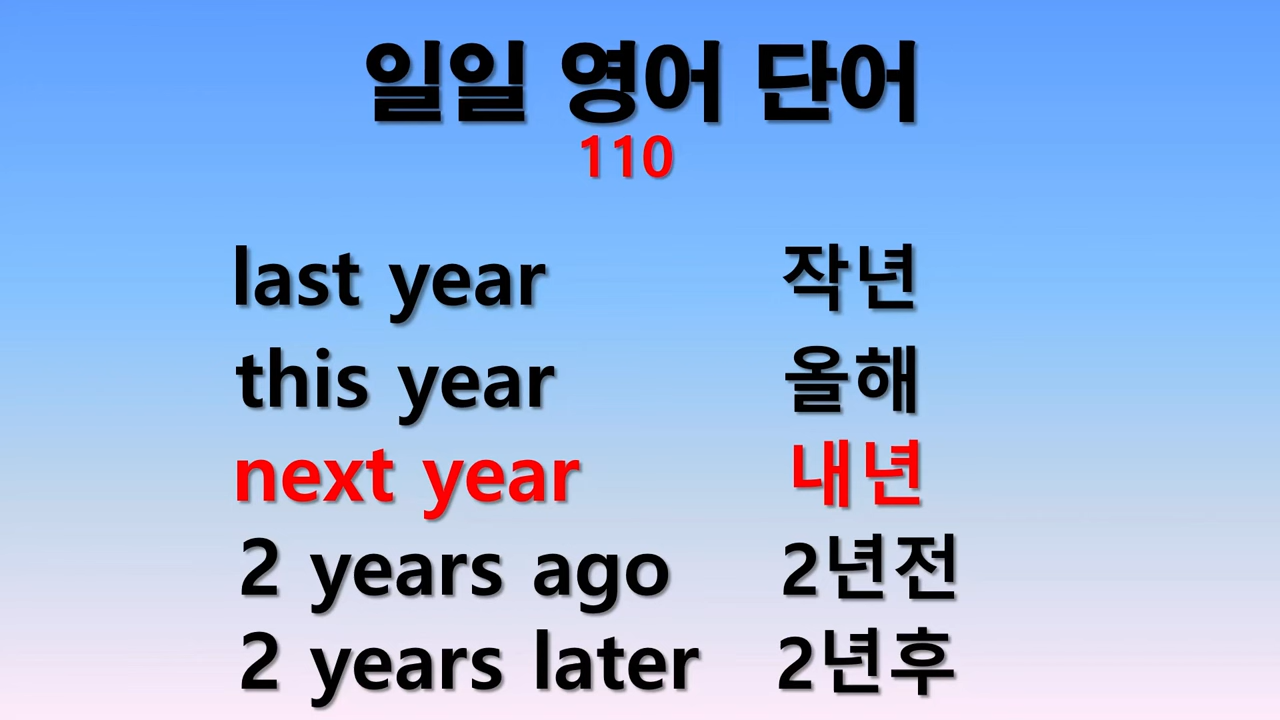 일일 영어 단어
110
last year 작년
this year 올해
next year 내년
2 years ago 2년전
2 years later 2년후